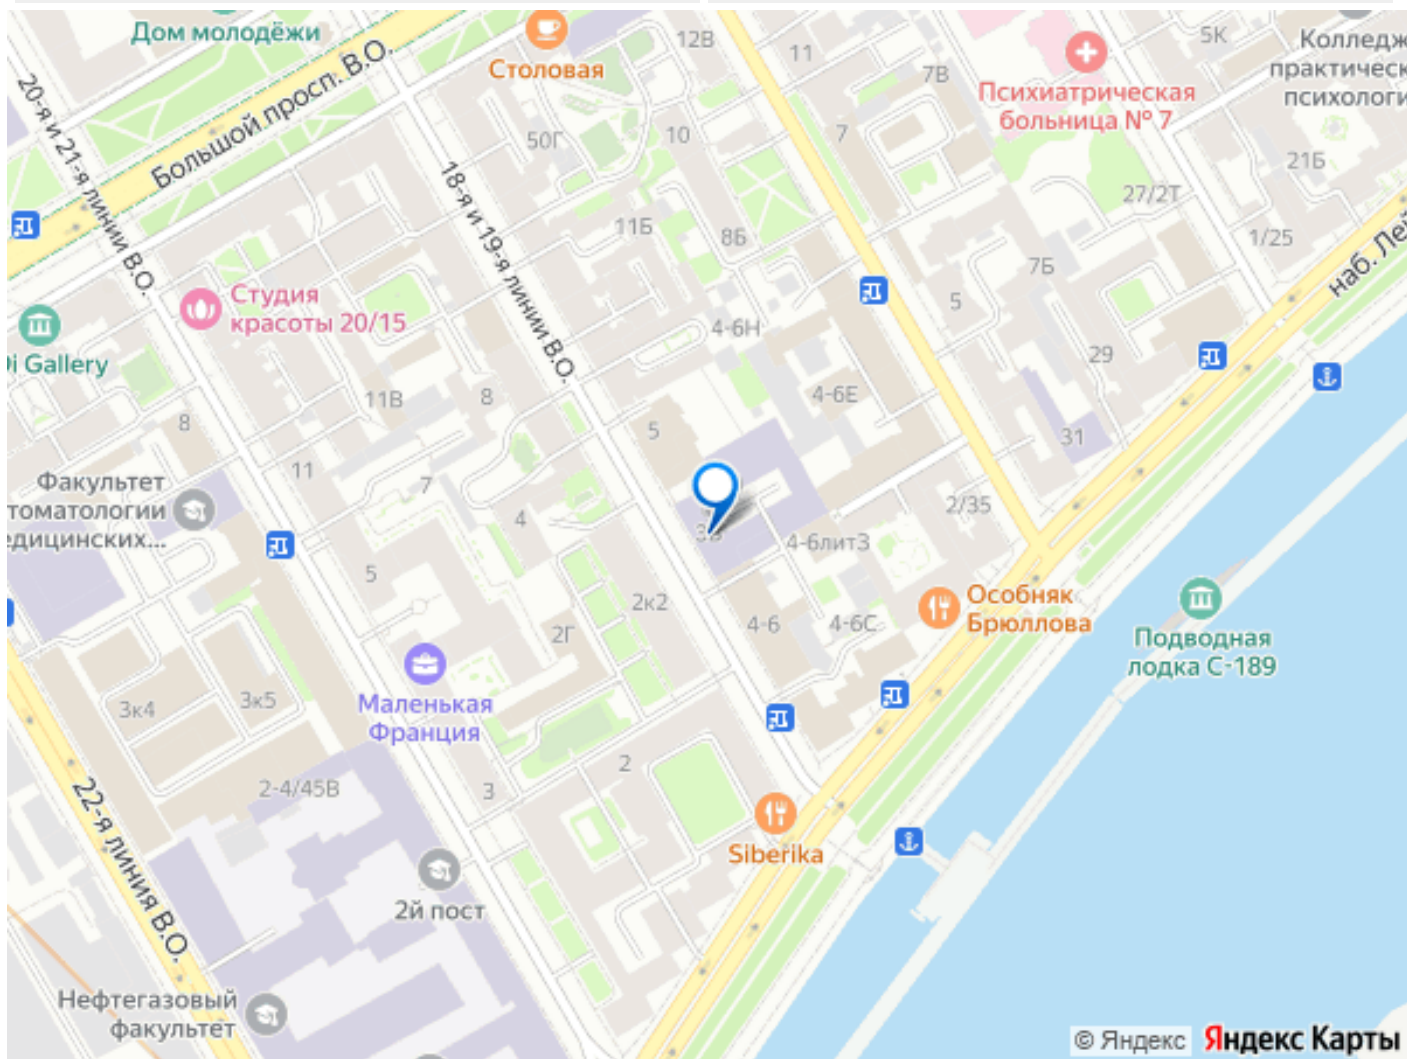 Дом молодёжи
Столовая
12В
11
5К
Колледж
практическ
психологи
Психиатрическая
больница № 7
7В
7
20-я и 21-я линии В.О.
Большой просп. В.О.
50Г
10
18-я и 19-я линии В.О.
21Б
27/2Т
11Б
8Б
1/25
7Б
наб. Лей
Студия
красоты 20/15
5
4-6Н
29
Di Gallery
11В
8
4-6Е
8
5
31
Факультет
томатологии
едицинских...
11
7
4
2/35
4-6литЗ
5
2к2
Особняк
Брюллова
2Г
4-6
4-6С
Подводная
лодка С-189
3к4
3к5
Маленькая
Франция
2-4/45В
3
2
22-я линия В.О.
Siberika
2й пост
Нефтегазовый
факультет
© Яндекс Яндекс Карты